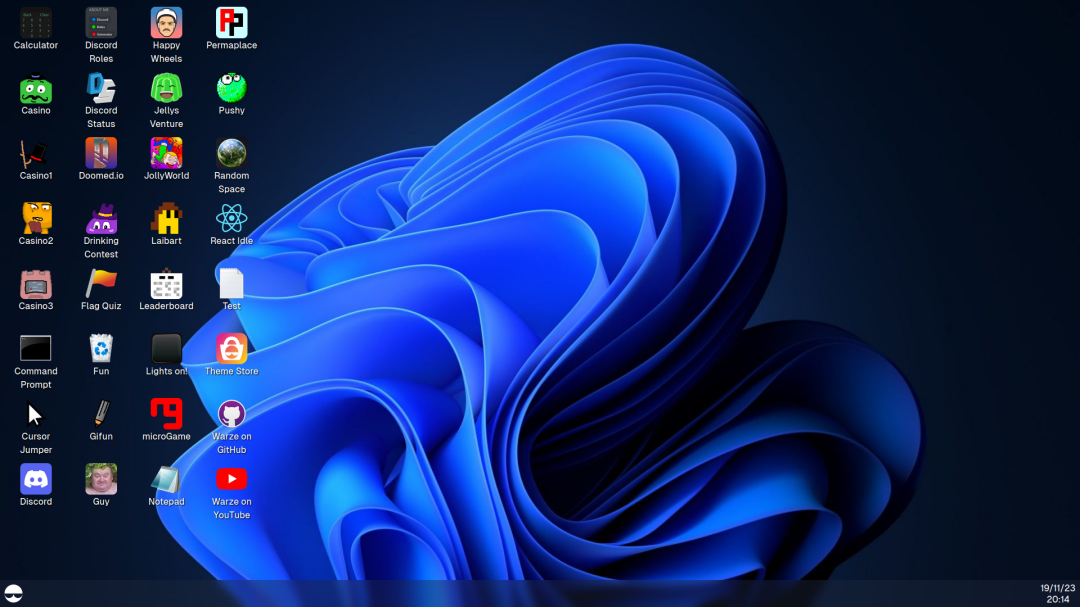 Calculator
Discord
Roles
Happy
Wheels
Permaplace
Casino
Discord
Status
Jellys
Venture
Pushy
Casino1
Doomed.io
JollyWorld
Random
Space
Casino2
Drinking
Contest
Laibart
React Idle
Casino3
Flag Quiz
Leaderboard
Test
Command
Prompt
Fun
Lights on!
Theme Store
Cursor
Jumper
Gifun
microGame
Warze on
GitHub
Discord
Guy
Notepad
Warze on
YouTube
19/11/23
20:14